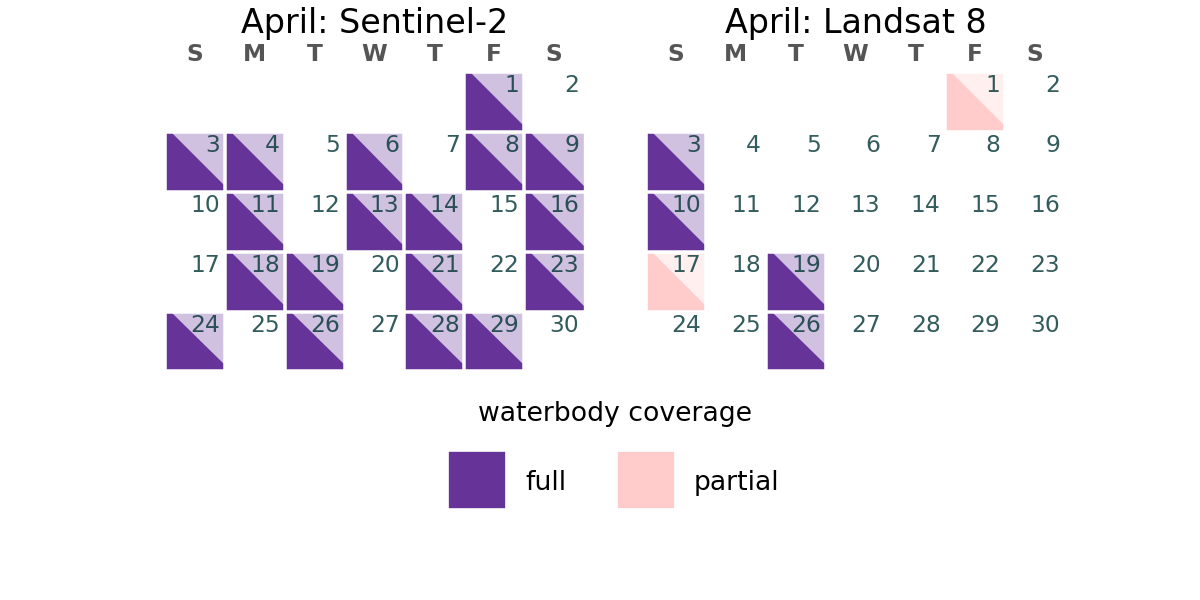 April: Sentinel-2
S M T W T F S
1 2
3 4 5 6 7 8 9
10 11 12 13 14 15 16
17 18 19 20 21 22 23
24 25 26 27 28 29 30
April: Landsat 8
S M T W T F S
1 2
3 4 5 6 7 8 9
10 11 12 13 14 15 16
17 18 19 20 21 22 23
24 25 26 27 28 29 30
waterbody coverage
full partial